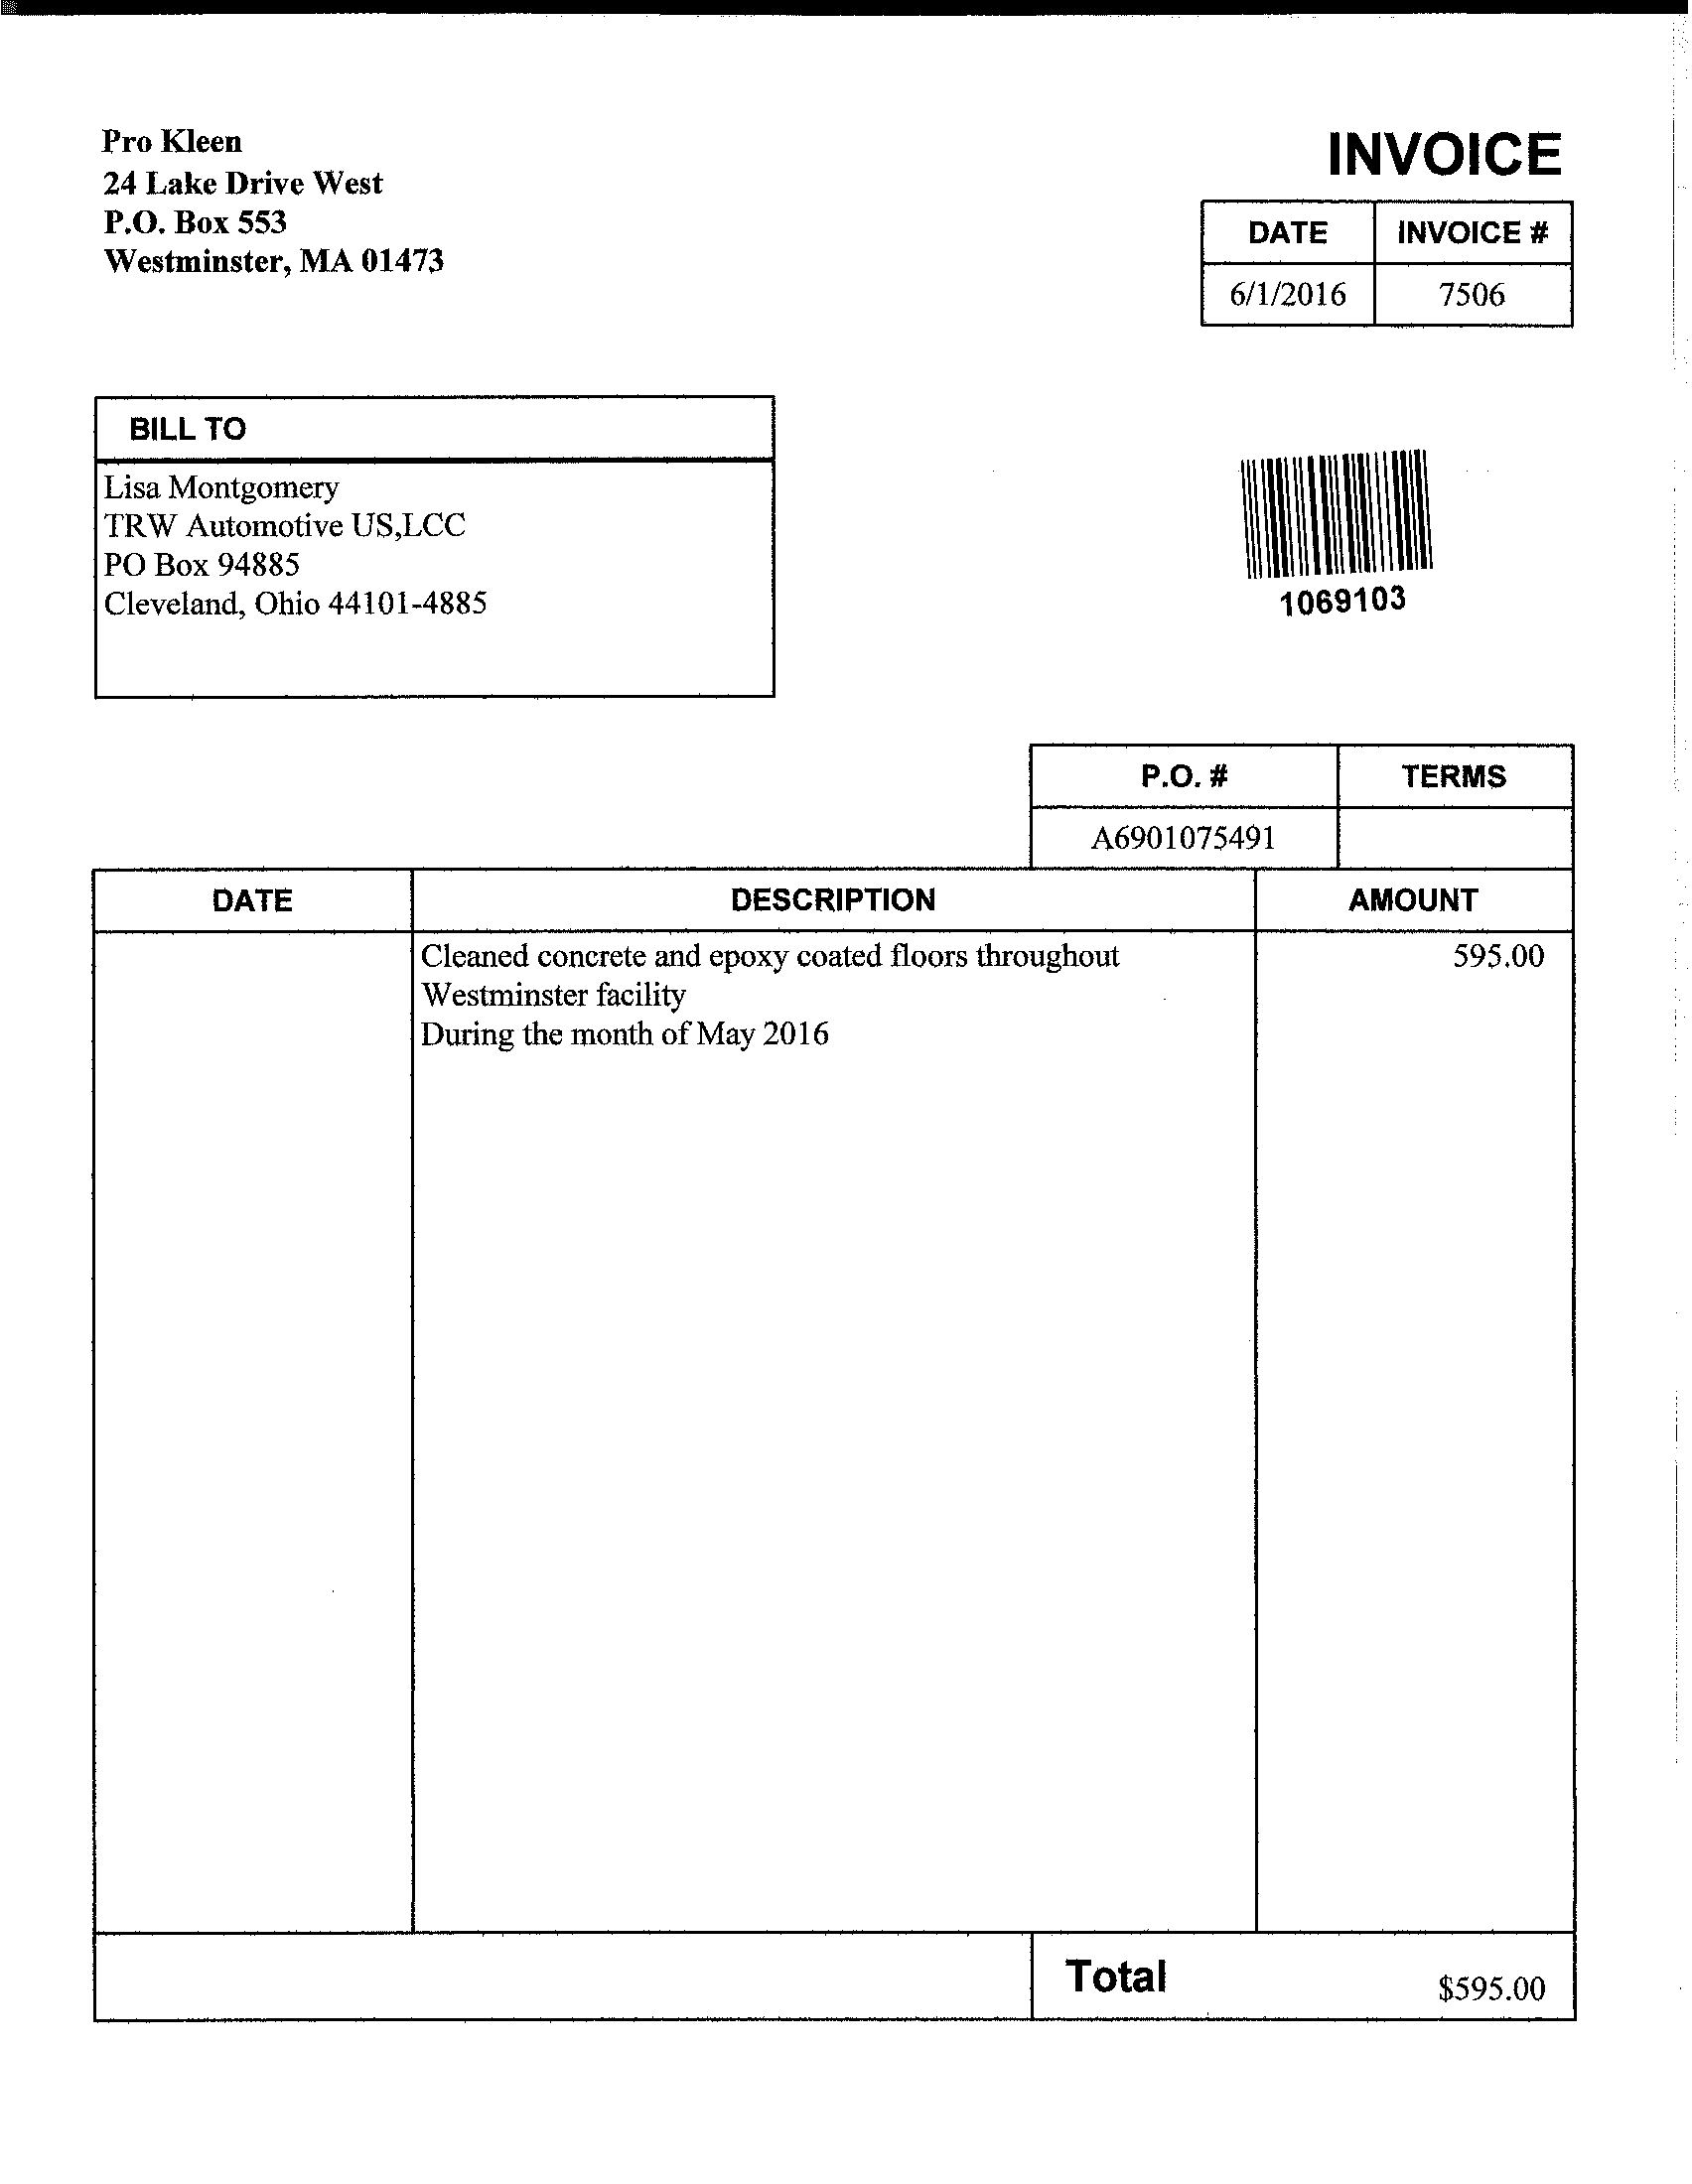 Pro Kleen
24 Lake Drive West
P.O. Box 553
Westminster, MA 01473
INVOICE
DATE INVOICE #
6/1/2016 7506
BILL TO
Lisa Montgomery
TRW Automotive US,LCC
PO Box 94885
Cleveland, Ohio 44101-4885
1069103
P.O. # TERMS
A6901075491
DATE DESCRIPTION AMOUNT
Cleaned concrete and epoxy coated floors throughout 595.00
Westminster facility
During the month of May 2016
Total $595.00